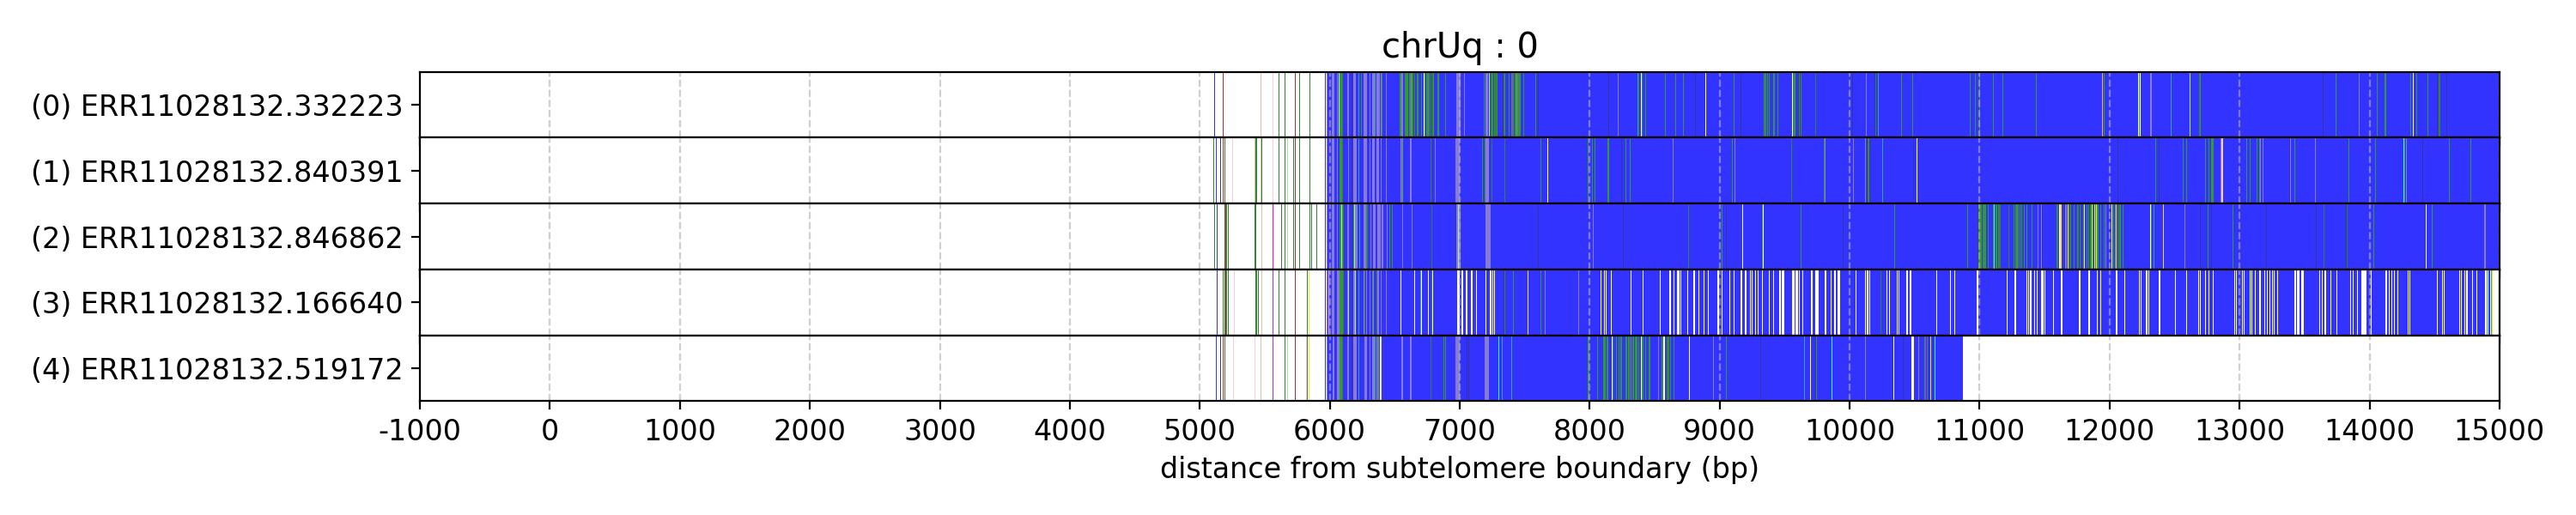 chrUq : 0
(0) ERR11028132.332223
(1) ERR11028132.840391
(2) ERR11028132.846862
(3) ERR11028132.166640
(4) ERR11028132.519172
-1000 0 1000 2000 3000 4000 5000 6000 7000 8000 9000 10000 11000 12000 13000 14000 15000
distance from subtelomere boundary (bp)